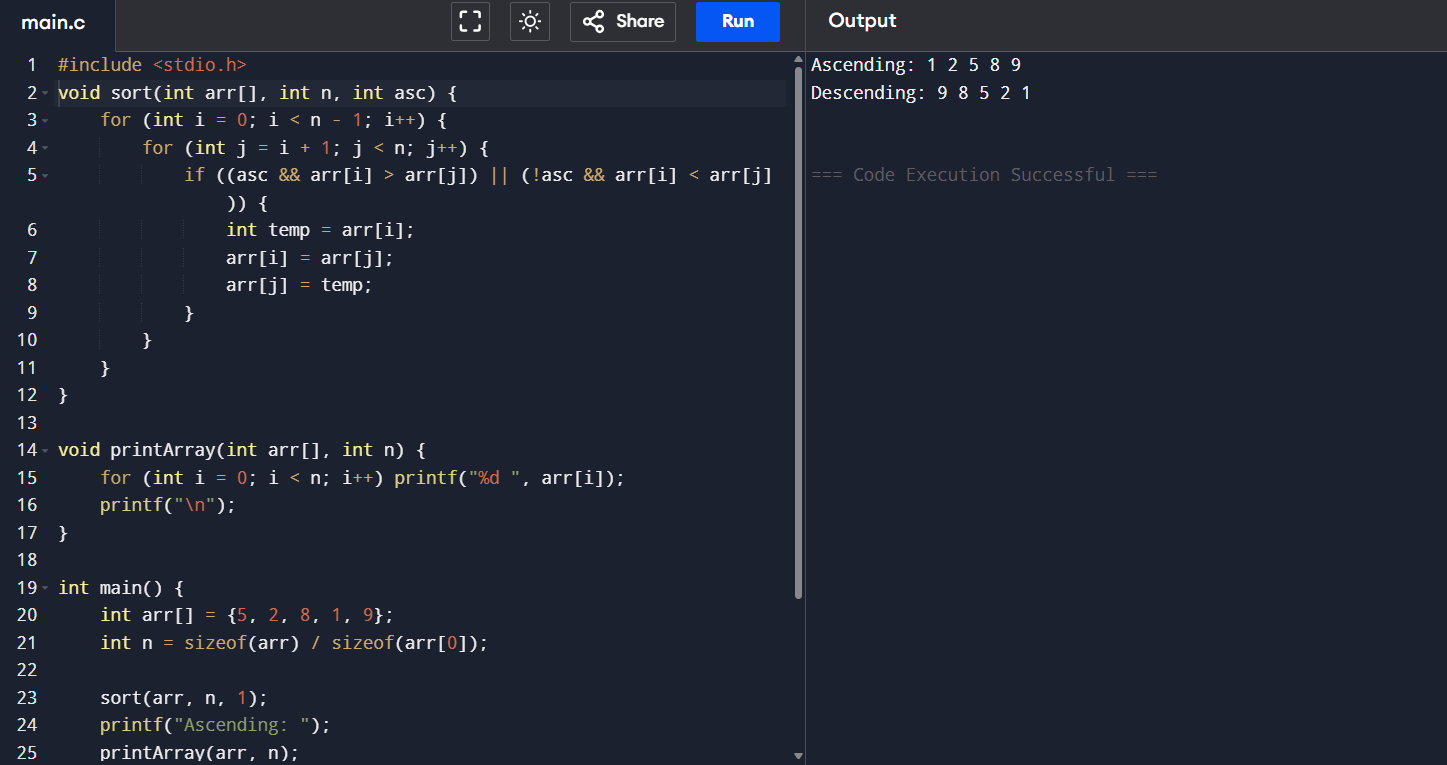 main.c
Share
Run
Output
1 #include <stdio.h>
2 void sort(int arr[], int n, int asc) {
3     for (int i = 0; i < n - 1; i++) {
4         for (int j = i + 1; j < n; j++) {
5             if ((asc && arr[i] > arr[j]) || (!asc && arr[i] < arr[j]
                )) {
6                 int temp = arr[i];
7                 arr[i] = arr[j];
8                 arr[j] = temp;
9             }
10         }
11     }
12 }
13
14 void printArray(int arr[], int n) {
15     for (int i = 0; i < n; i++) printf("%d ", arr[i]);
16     printf("\n");
17 }
18
19 int main() {
20     int arr[] = {5, 2, 8, 1, 9};
21     int n = sizeof(arr) / sizeof(arr[0]);
22
23     sort(arr, n, 1);
24     printf("Ascending: ");
25     printArray(arr, n);
Ascending: 1 2 5 8 9
Descending: 9 8 5 2 1
=== Code Execution Successful ===